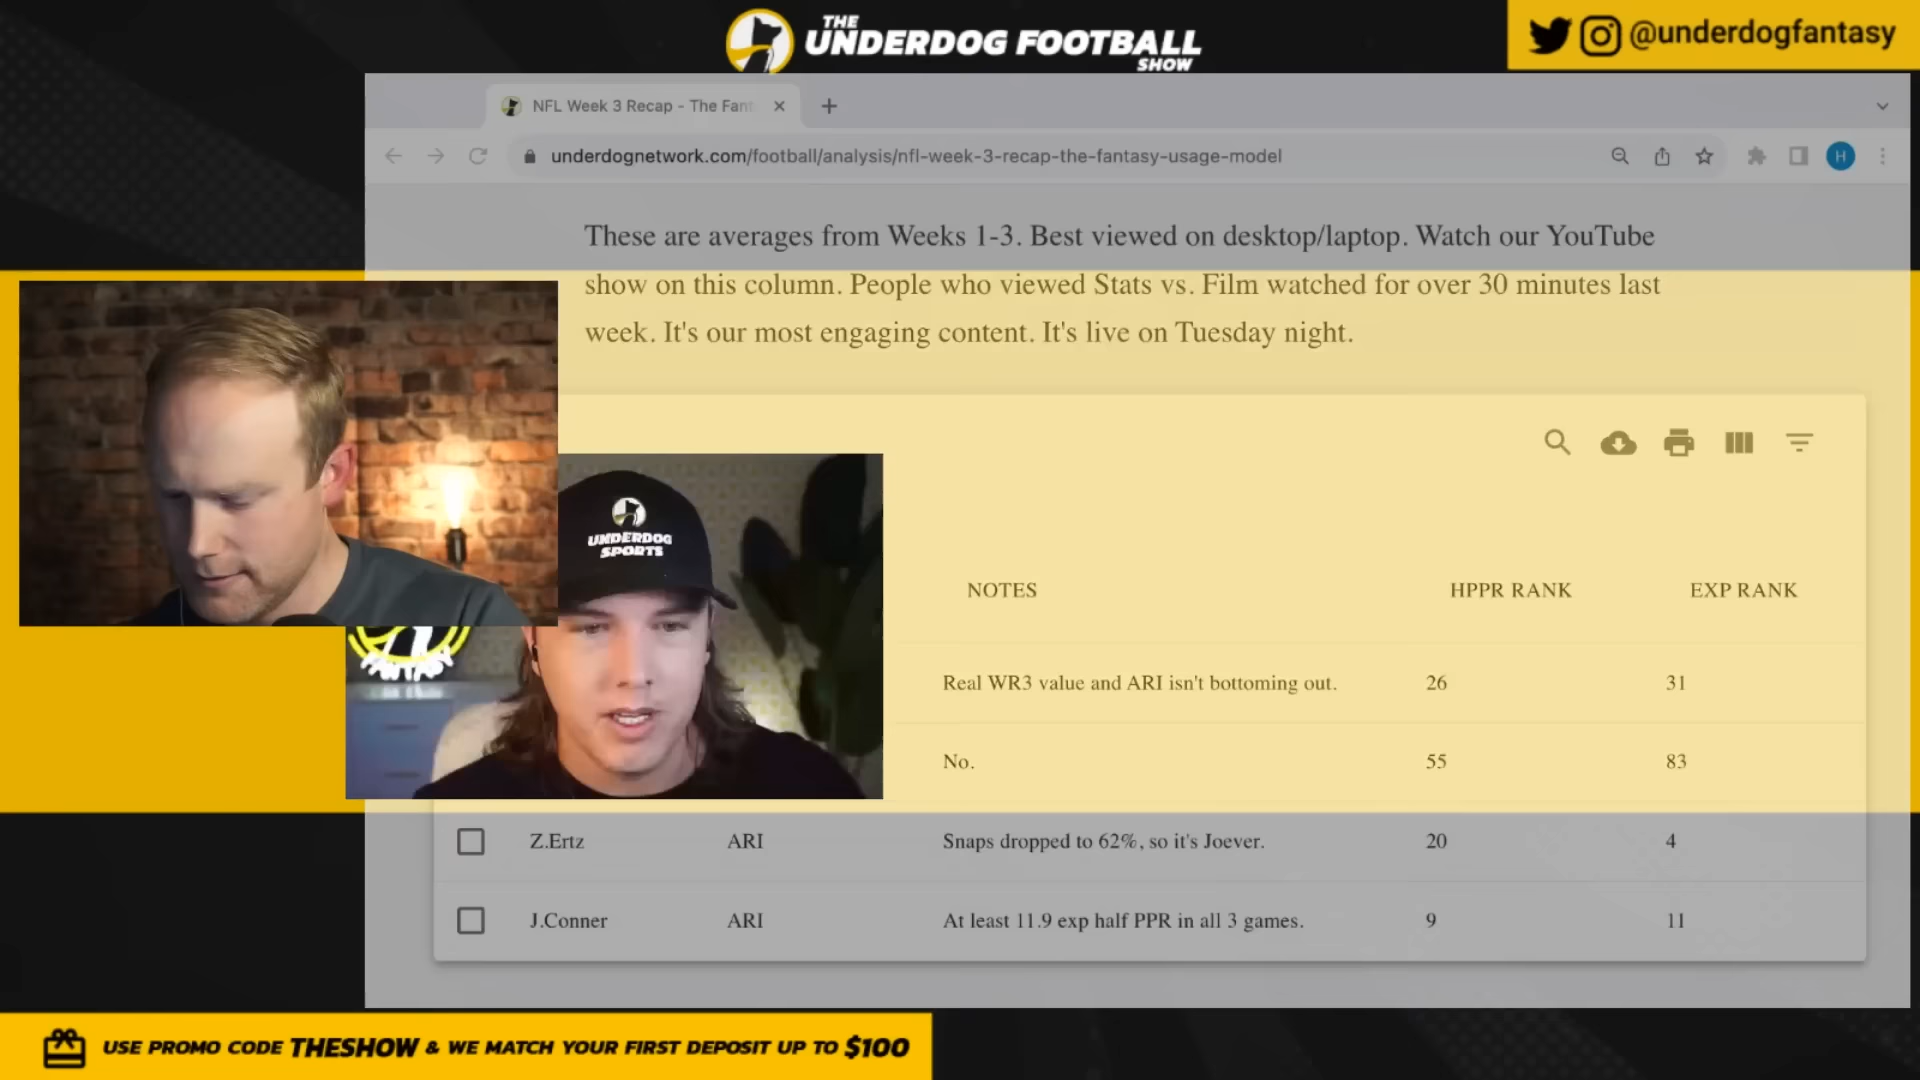 THE
UNDERDOG FOOTBALL
SHOW
@underdogfantasy
NFL Week 3 Recap - The Fant
underdognetwork.com/football/analysis/nfl-week-3-recap-the-fantasy-usage-model
H
These are averages from Weeks 1-3. Best viewed on desktop/laptop. Watch our YouTube
show on this column. People who viewed Stats vs. Film watched for over 30 minutes last
week. It's our most engaging content. It's live on Tuesday night.
UNDERDOG
SPORTS
FANTASY
NOTES HPPR RANK EXP RANK
Real WR3 value and ARI isn't bottoming out. 26 31
No. 55 83
Z.Ertz ARI Snaps dropped to 62%, so it's Joever. 20 4
J.Conner ARI At least 11.9 exp half PPR in all 3 games. 9 11
USE PROMO CODE THESHOW & WE MATCH YOUR FIRST DEPOSIT UP TO $100